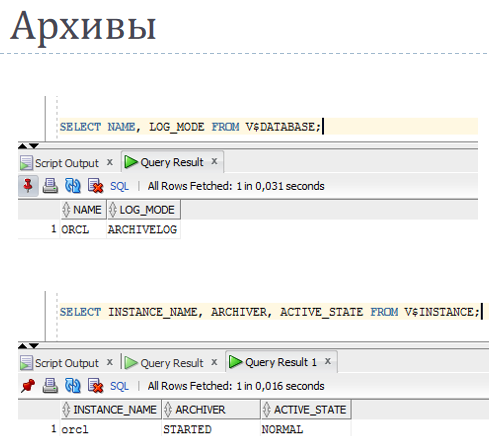 Архивы
SELECT NAME, LOG_MODE FROM V$DATABASE;
Script Output x Query Result x
SQL | All Rows Fetched: 1 in 0,031 seconds
NAME LOG_MODE
1 ORCL ARCHIVELOG
SELECT INSTANCE_NAME, ARCHIVER, ACTIVE_STATE FROM V$INSTANCE;
Script Output x Query Result x Query Result 1 x
SQL | All Rows Fetched: 1 in 0,016 seconds
INSTANCE_NAME ARCHIVER ACTIVE_STATE
1 orcl STARTED NORMAL